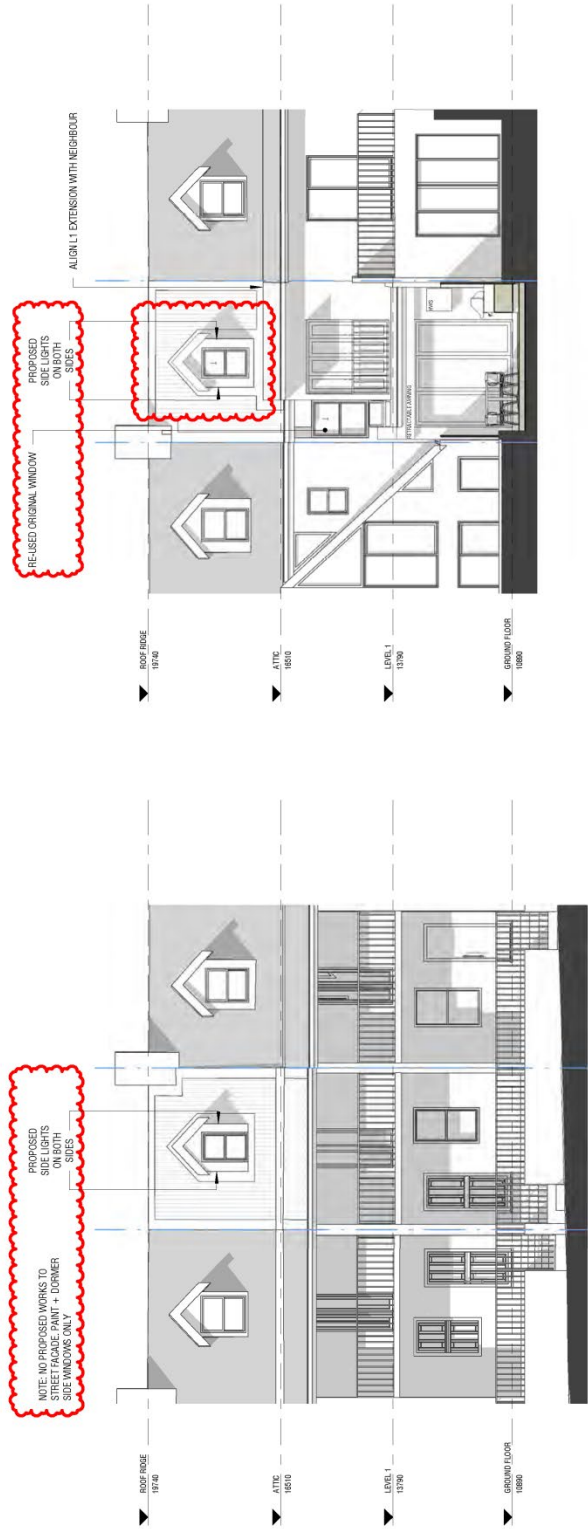 NOTE: NO PROPOSED WORKS TO
STREET FACADE. PAINT + DORMER
SIDE WINDOWS ONLY
PROPOSED
SIDE LIGHTS
ON BOTH
SIDES
ROOF RIDGE
19740
ATTIC
16510
LEVEL 1
13790
GROUND FLOOR
10890
RE-USED ORIGINAL WINDOW
PROPOSED
SIDE LIGHTS
ON BOTH
SIDES
ALIGN L1 EXTENSION WITH NEIGHBOUR
ROOF RIDGE
19740
ATTIC
16510
LEVEL 1
13790
GROUND FLOOR
10890
RETRACTABLE AWNING
HWS